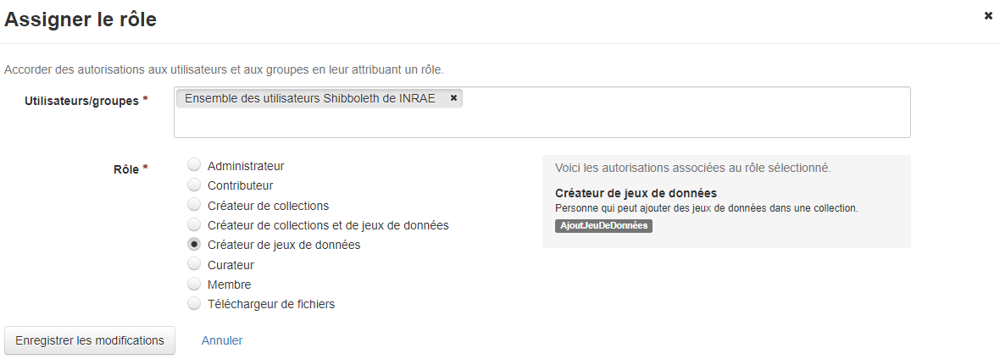 Assigner le rôle
Accorder des autorisations aux utilisateurs et aux groupes en leur attribuant un rôle.
Utilisateurs/groupes *
Ensemble des utilisateurs Shibboleth de INRAE
Rôle *
Administrateur
Contributeur
Créateur de collections
Créateur de collections et de jeux de données
Créateur de jeux de données
Curateur
Membre
Téléchargeur de fichiers
Voici les autorisations associées au rôle sélectionné.
Créateur de jeux de données
Personne qui peut ajouter des jeux de données dans une collection.
AjoutJeuDeDonnées
Enregistrer les modifications
Annuler